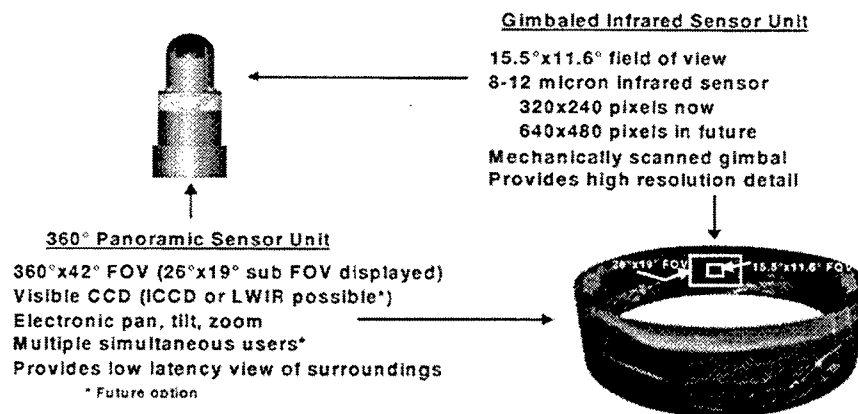 Gimbaled Infrared Sensor Unit
15.5°x11.6° field of view
8-12 micron infrared sensor
320x240 pixels now
640x480 pixels in future
Mechanically scanned gimbal
Provides high resolution detail
360° Panoramic Sensor Unit
360°x42° FOV (26°x19° sub FOV displayed)
Visible CCD (ICCD or LWIR possible*)
Electronic pan, tilt, zoom
Multiple simultaneous users*
Provides low latency view of surroundings
* Future option
26°x19° FOV
15.5°x11.6° FOV